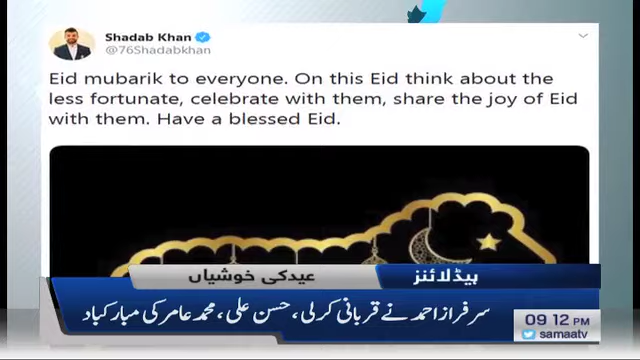 Shadab Khan
@76Shadabkhan
Eid mubarik to everyone. On this Eid think about the
less fortunate, celebrate with them, share the joy of Eid
with them. Have a blessed Eid.
ہیڈلائنز
عیدکی خوشیاں
سرفرازاحمد نے قربانی کرلی، حسن علی، محمد عامر کی مبارکباد
09 12 PM
samaatv